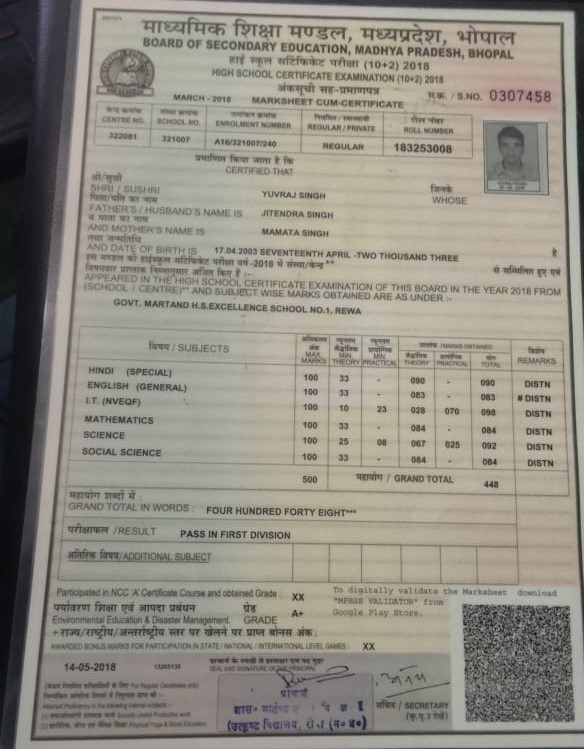 माध्यमिक शिक्षा मण्डल, मध्यप्रदेश, भोपाल
BOARD OF SECONDARY EDUCATION, MADHYA PRADESH, BHOPAL
हाई स्कूल सर्टिफिकेट परीक्षा (10+2) 2018
HIGH SCHOOL CERTIFICATE EXAMINATION (10+2) 2018
अंकसूची सह-प्रमाणपत्र
MARCH - 2018 MARKSHEET CUM-CERTIFICATE स.क्र. / S.NO. 0307458
केन्द्र क्रमांक संस्था क्रमांक नामांकन क्रमांक नियमित / स्वाध्यायी रोल नंबर
CENTRE NO. SCHOOL NO. ENROLMENT NUMBER REGULAR / PRIVATE ROLL NUMBER
322081 321007 A16/321007/240 REGULAR 183253008
प्रमाणित किया जाता है कि
CERTIFIED THAT
श्री/सुश्री
SHRI / SUSHRI YUVRAJ SINGH जिनके
पिता/पति का नाम WHOSE
FATHER'S / HUSBAND'S NAME IS JITENDRA SINGH
व माता का नाम
AND MOTHER'S NAME IS MAMATA SINGH
तथा जन्मतिथि
AND DATE OF BIRTH IS 17.04.2003 SEVENTEENTH APRIL -TWO THOUSAND THREE है
इस मण्डल की हाईस्कूल सर्टिफिकेट परीक्षा वर्ष-2018 में संस्था/केन्द्र** से सम्मिलित हुए एवं
विषयवार प्राप्तांक निम्नानुसार अर्जित किए हैं :-
APPEARED IN THE HIGH SCHOOL CERTIFICATE EXAMINATION OF THIS BOARD IN THE YEAR 2018 FROM
(SCHOOL / CENTRE)** AND SUBJECT WISE MARKS OBTAINED ARE AS UNDER :-
GOVT. MARTAND H.S.EXCELLENCE SCHOOL NO.1, REWA
विषय / SUBJECTS अधिकतम अंक MAX. MARKS न्यूनतम सैद्धांतिक MIN. THEORY न्यूनतम प्रायोगिक MIN. PRACTICAL प्राप्तांक /MARKS OBTAINED सैद्धांतिक THEORY प्रायोगिक PRACTICAL योग TOTAL विशेष REMARKS
HINDI (SPECIAL) 100 33 - 090 - 090 DISTN
ENGLISH (GENERAL) 100 33 - 083 - 083 # DISTN
I.T. (NVEQF) 100 10 23 028 070 098 DISTN
MATHEMATICS 100 33 - 084 - 084 DISTN
SCIENCE 100 25 08 067 025 092 DISTN
SOCIAL SCIENCE 100 33 - 084 - 084 DISTN
500 महायोग / GRAND TOTAL 448
महायोग शब्दों में :
GRAND TOTAL IN WORDS : FOUR HUNDRED FORTY EIGHT***
परीक्षाफल /RESULT PASS IN FIRST DIVISION
अतिरिक्त विषय/ADDITIONAL SUBJECT
Participated in NCC 'A' Certificate Course and obtained Grade : XX
To digitally validate the Marksheet download
"MPBSE VALIDATOR" from
Google Play Store.
पर्यावरण शिक्षा एवं आपदा प्रबंधन ग्रेड A+
Environmental Education & Disaster Management. GRADE
+ राज्य/राष्ट्रीय/अन्तर्राष्ट्रीय स्तर पर खेलने पर प्राप्त बोनस अंक:
AWARDED BONUS MARKS FOR PARTICIPATION IN STATE / NATIONAL / INTERNATIONAL LEVEL GAMES : XX
14-05-2018
SEAL AND SIGNATURE OF THE PRINCIPAL
प्राचार्य
सचिव / SECRETARY